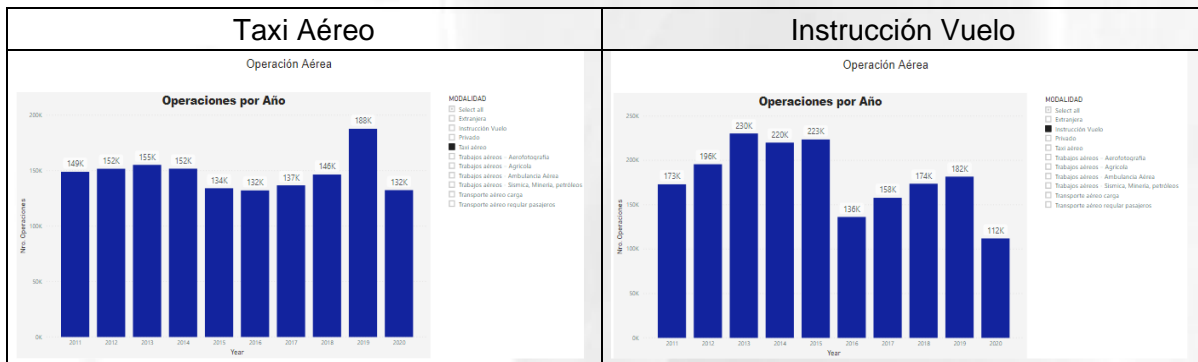 Taxi Aéreo
Operación Aérea
Operaciones por Año
200K
150K
100K
50K
0K
Nro. Operaciones
149K
152K
155K
152K
134K
132K
137K
146K
188K
132K
2011
2012
2013
2014
2015
2016
2017
2018
2019
2020
Year
MODALIDAD
Select all
Extranjera
Instrucción Vuelo
Privado
Taxi aéreo
Trabajos aéreos - Aerofotografía
Trabajos aéreos - Agrícola
Trabajos aéreos - Ambulancia Aérea
Trabajos aéreos - Sísmica, Minería, petróleos
Transporte aéreo carga
Transporte aéreo regular pasajeros
Instrucción Vuelo
Operación Aérea
Operaciones por Año
250K
200K
150K
100K
50K
0K
Nro. Operaciones
173K
196K
230K
220K
223K
136K
158K
174K
182K
112K
2011
2012
2013
2014
2015
2016
2017
2018
2019
2020
Year
MODALIDAD
Select all
Extranjera
Instrucción Vuelo
Privado
Taxi aéreo
Trabajos aéreos - Aerofotografía
Trabajos aéreos - Agrícola
Trabajos aéreos - Ambulancia Aérea
Trabajos aéreos - Sísmica, Minería, petróleos
Transporte aéreo carga
Transporte aéreo regular pasajeros